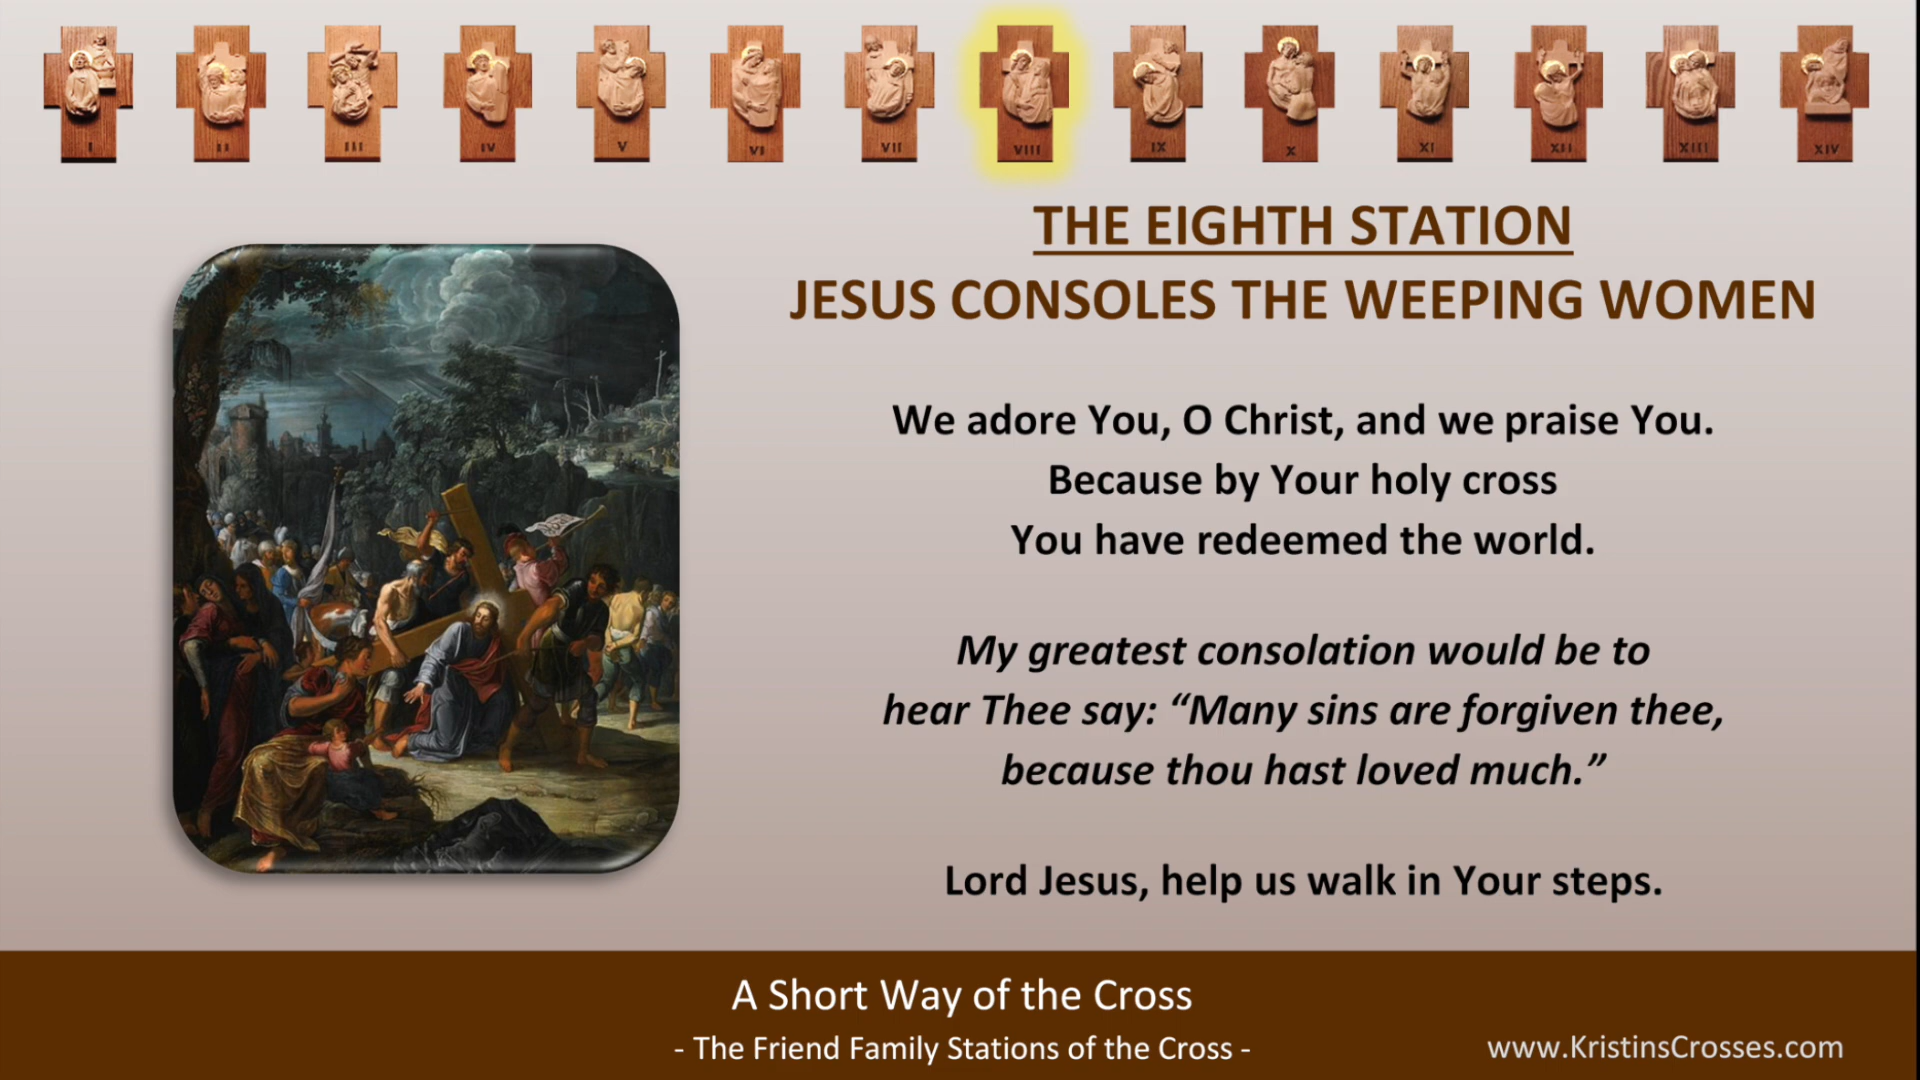 I II III IV V VI VII VIII IX X XI XII XIII XIV
THE EIGHTH STATION
JESUS CONSOLES THE WEEPING WOMEN
We adore You, O Christ, and we praise You.
Because by Your holy cross
You have redeemed the world.
My greatest consolation would be to
hear Thee say: “Many sins are forgiven thee,
because thou hast loved much.”
Lord Jesus, help us walk in Your steps.
A Short Way of the Cross
- The Friend Family Stations of the Cross -
www.KristinsCrosses.com